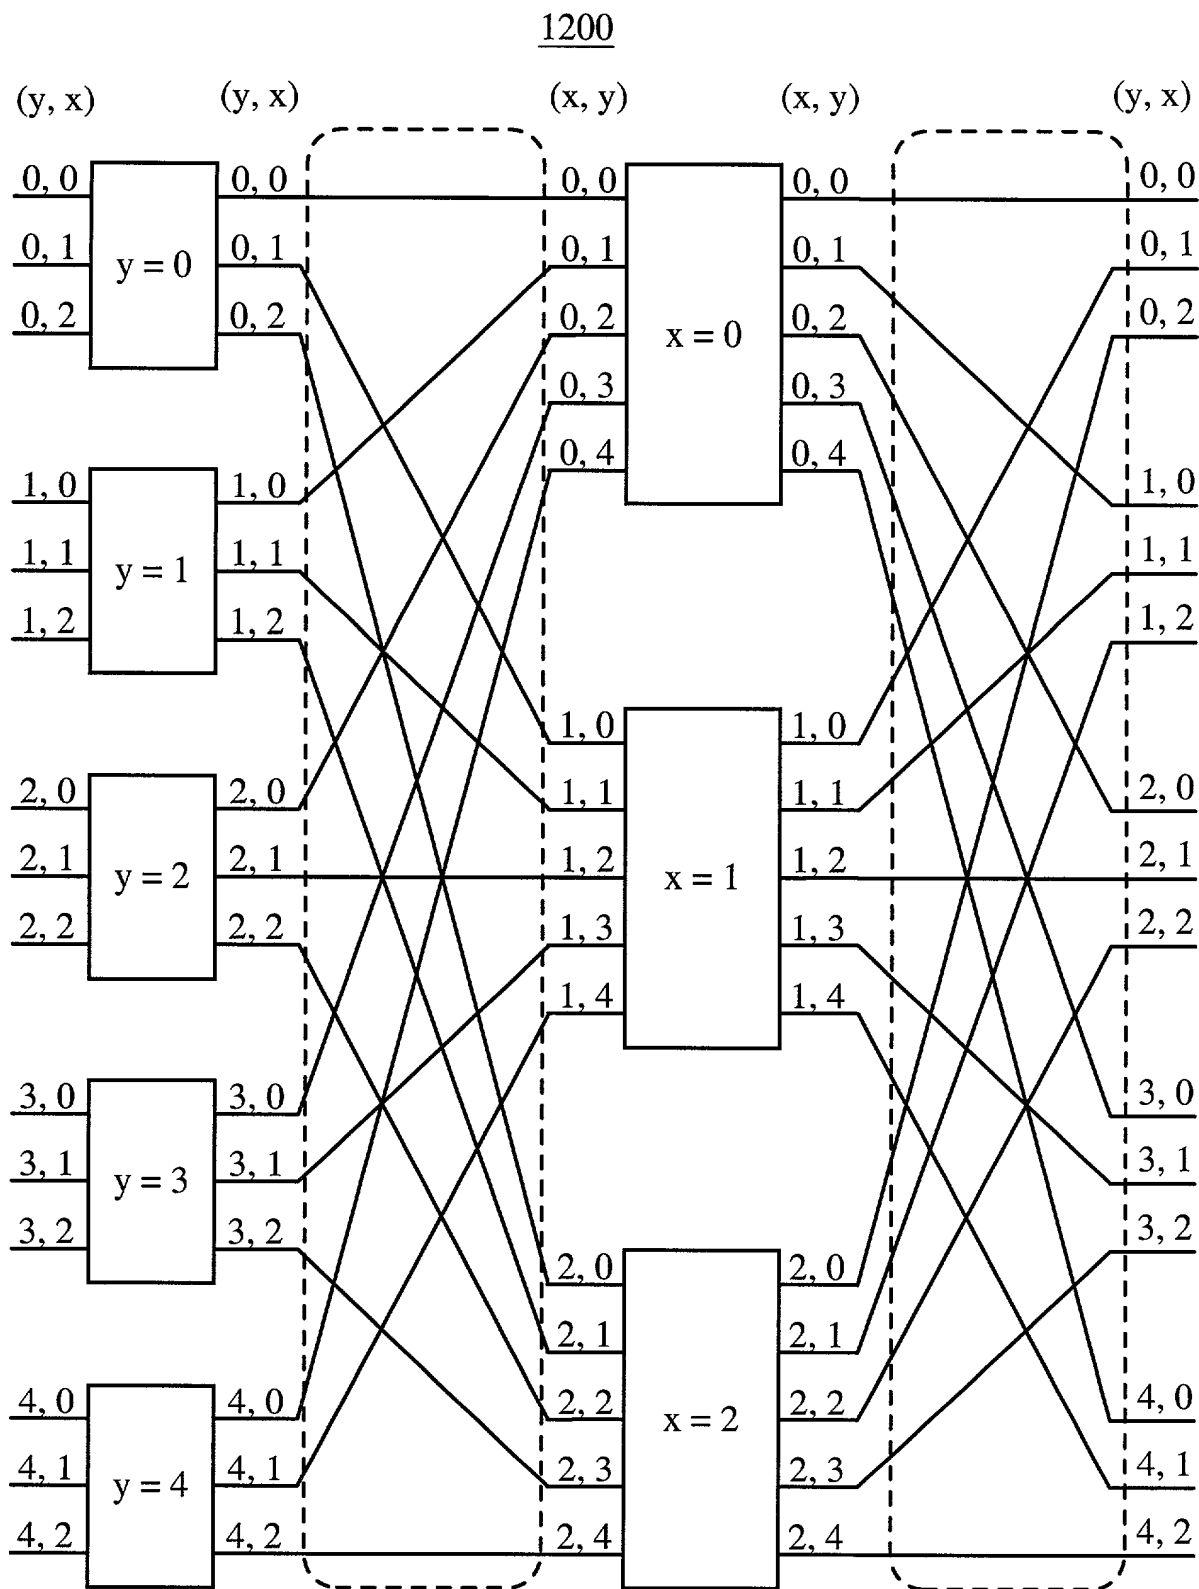 1200
(y, x) (y, x) (x, y) (x, y) (y, x)
0, 0 0, 0 0, 0 0, 0 0, 0
0, 1 y = 0 0, 1 0, 1 0, 1 0, 1
0, 2 0, 2 0, 2 x = 0 0, 2 0, 2
0, 3 0, 3
1, 0 1, 0 0, 4 0, 4 1, 0
1, 1 y = 1 1, 1 1, 1
1, 2 1, 2 1, 2
1, 0 1, 0
2, 0 2, 0 1, 1 1, 1 2, 0
2, 1 y = 2 2, 1 1, 2 x = 1 1, 2 2, 1
2, 2 2, 2 1, 3 1, 3 2, 2
1, 4 1, 4
3, 0 3, 0 3, 0
3, 1 y = 3 3, 1 3, 1
3, 2 3, 2 3, 2
2, 0 2, 0
2, 1 2, 1
4, 0 4, 0 2, 2 x = 2 2, 2 4, 0
4, 1 y = 4 4, 1 2, 3 2, 3 4, 1
4, 2 4, 2 2, 4 2, 4 4, 2